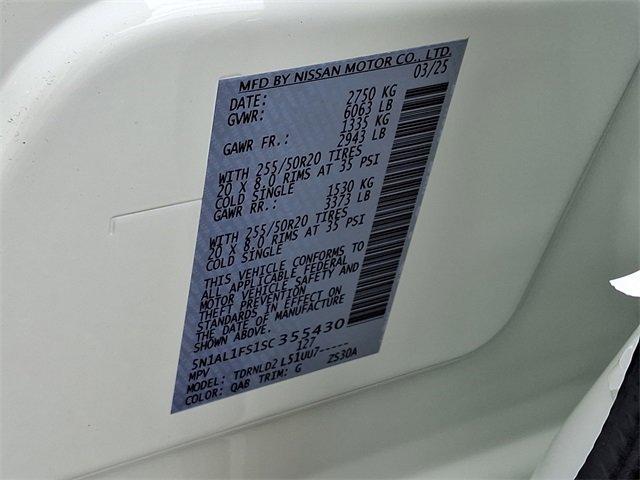 MFD BY NISSAN MOTOR CO., LTD.
DATE: 03/25
GVWR: 2750 KG
6063 LB
GAWR FR.: 1335 KG
2943 LB
WITH 255/50R20 TIRES
20 X 8.0 RIMS AT 35 PSI
COLD SINGLE
GAWR RR.: 1530 KG
3373 LB
WITH 255/50R20 TIRES
20 X 8.0 RIMS AT 35 PSI
COLD SINGLE
THIS VEHICLE CONFORMS TO
ALL APPLICABLE FEDERAL
MOTOR VEHICLE SAFETY AND
THEFT PREVENTION
STANDARDS IN EFFECT ON
THE DATE OF MANUFACTURE
SHOWN ABOVE.
5N1AL1FS1SC355430
MPV 127
MODEL: TDRNLD2 L51UU7-----
COLOR: QAB TRIM: G ZS30A